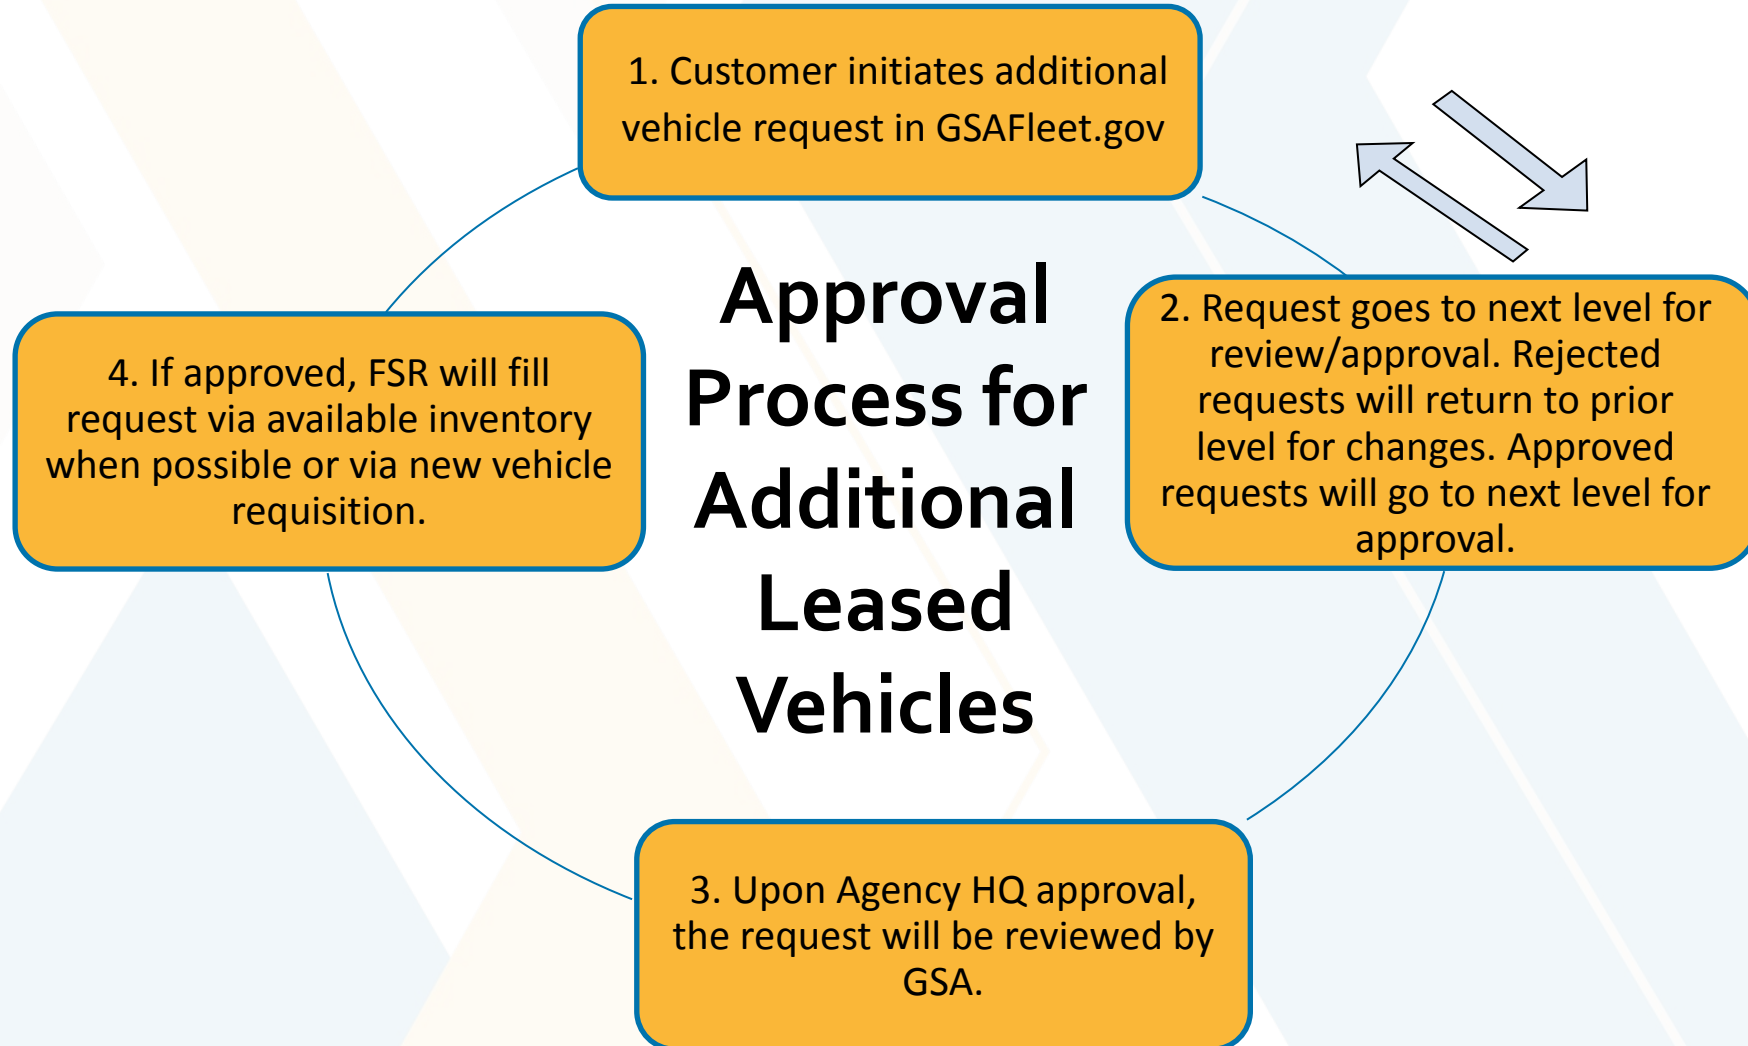 1. Customer initiates additional
vehicle request in GSAFleet.gov
2. Request goes to next level for
review/approval. Rejected
requests will return to prior
level for changes. Approved
requests will go to next level for
approval.
3. Upon Agency HQ approval,
the request will be reviewed by
GSA.
4. If approved, FSR will fill
request via available inventory
when possible or via new vehicle
requisition.
Approval
Process for
Additional
Leased
Vehicles